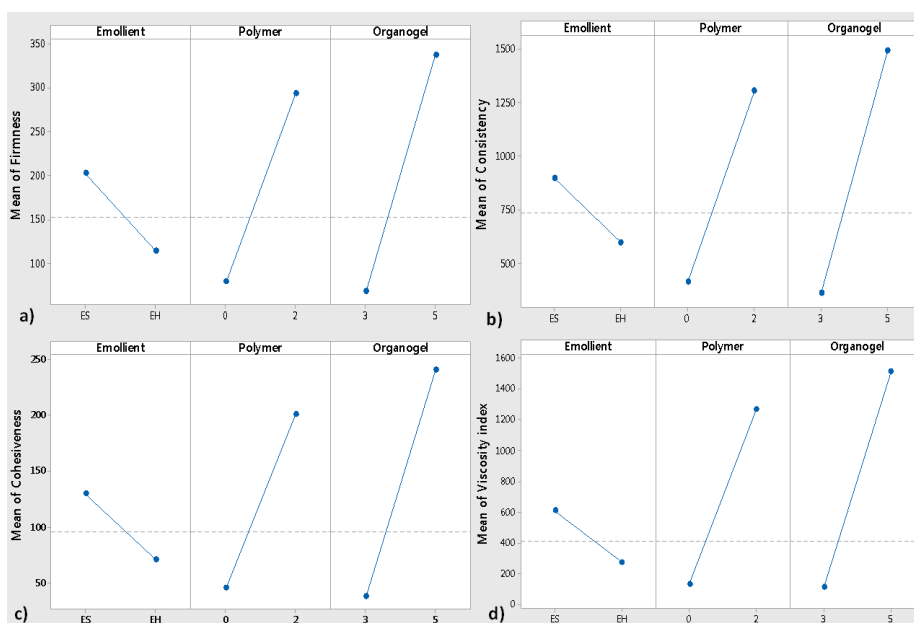 Emollient Polymer Organogel
Mean of Firmness
350
300
250
200
150
100
ES EH 0 2 3 5
a)
Emollient Polymer Organogel
Mean of Consistency
1500
1250
1000
750
500
ES EH 0 2 3 5
b)
Emollient Polymer Organogel
Mean of Cohesiveness
250
200
150
100
50
ES EH 0 2 3 5
c)
Emollient Polymer Organogel
Mean of Viscosity index
1600
1400
1200
1000
800
600
400
200
0
ES EH 0 2 3 5
d)